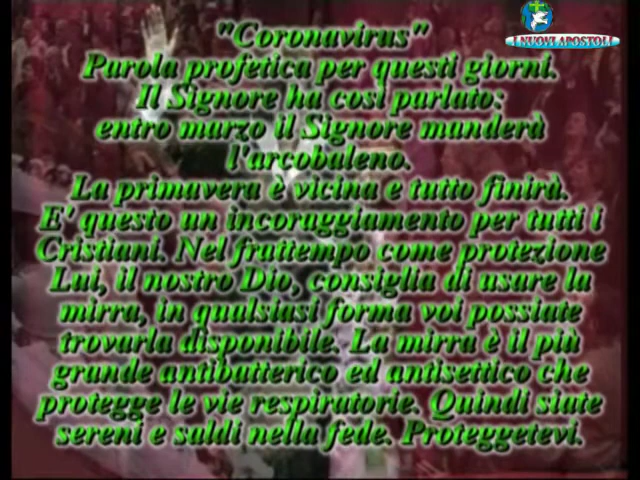 I NUOVI APOSTOLI
"Coronavirus"
Parola profetica per questi giorni.
Il Signore ha così parlato:
entro marzo il Signore manderà
l'arcobaleno.
La primavera è vicina e tutto finirà.
E' questo un incoraggiamento per tutti i
Cristiani. Nel frattempo come protezione
Lui, il nostro Dio, consiglia di usare la
mirra, in qualsiasi forma voi possiate
trovarla disponibile. La mirra è il più
grande antibatterico ed antisettico che
protegge le vie respiratorie. Quindi siate
sereni e saldi nella fede. Proteggetevi.